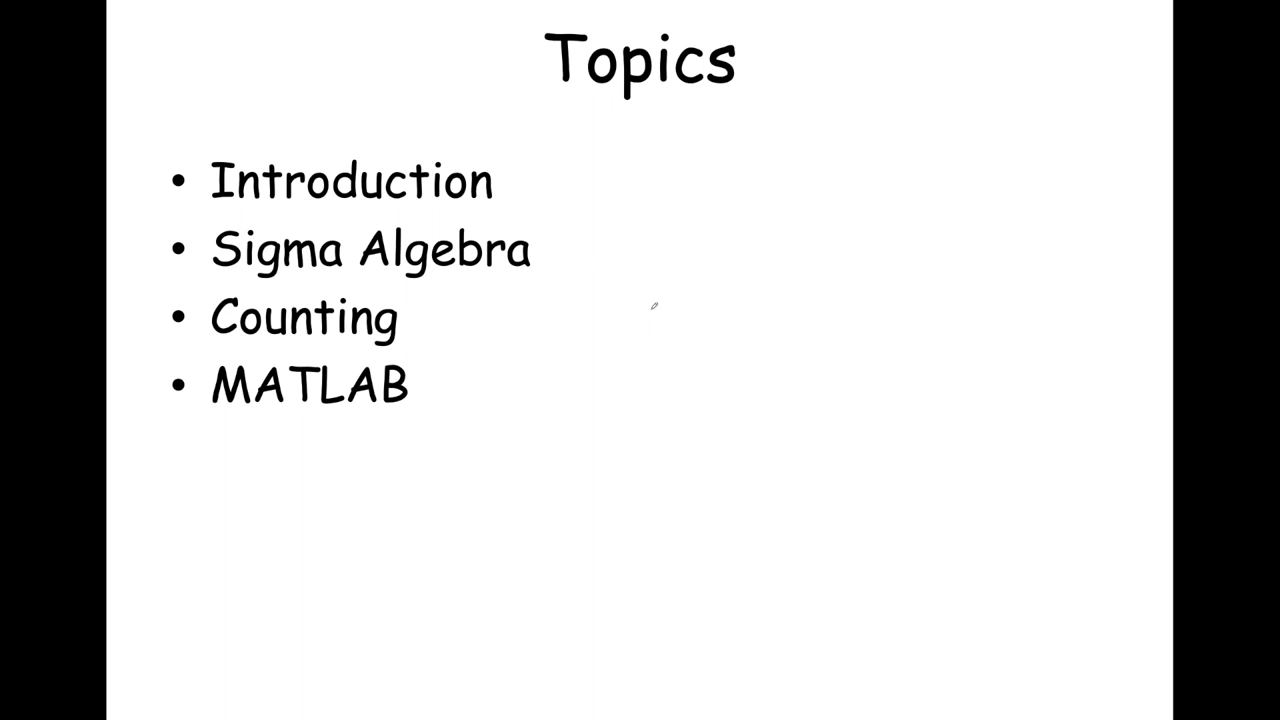 Topics
• Introduction
• Sigma Algebra
• Counting
• MATLAB